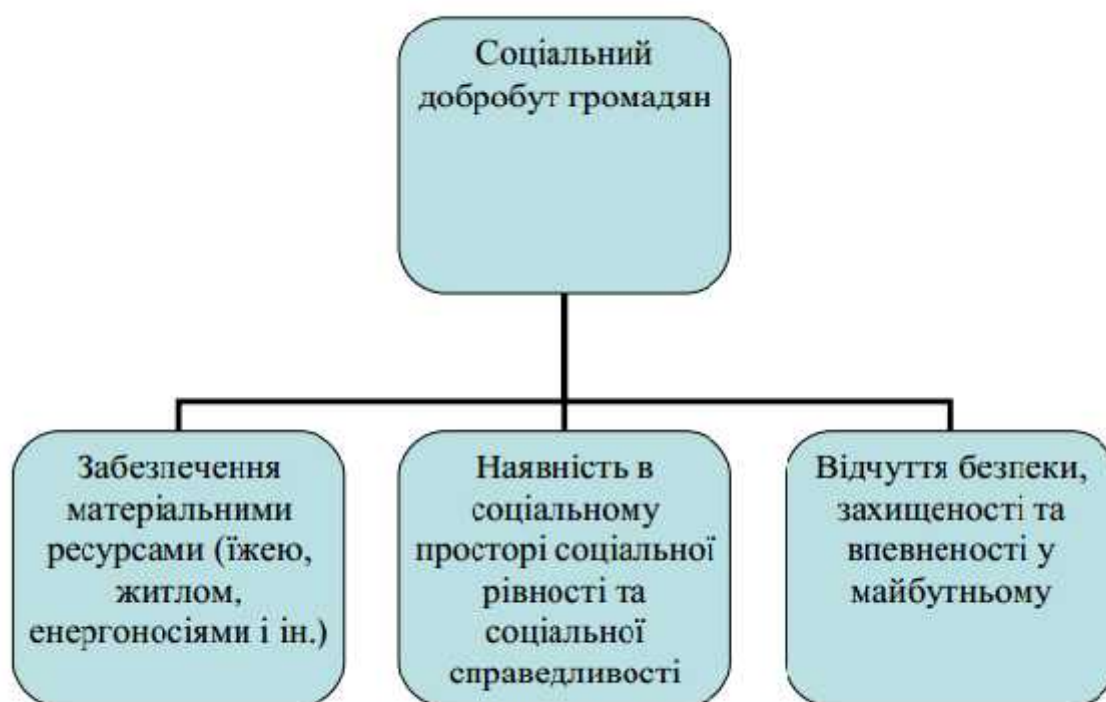 Соціальний
добробут громадян
Забезпечення
матеріальними
ресурсами (їжею,
житлом,
енергоносіями і ін.)
Наявність в
соціальному
просторі соціальної
рівності та
соціальної
справедливості
Відчуття безпеки,
захищеності та
впевненості у
майбутньому